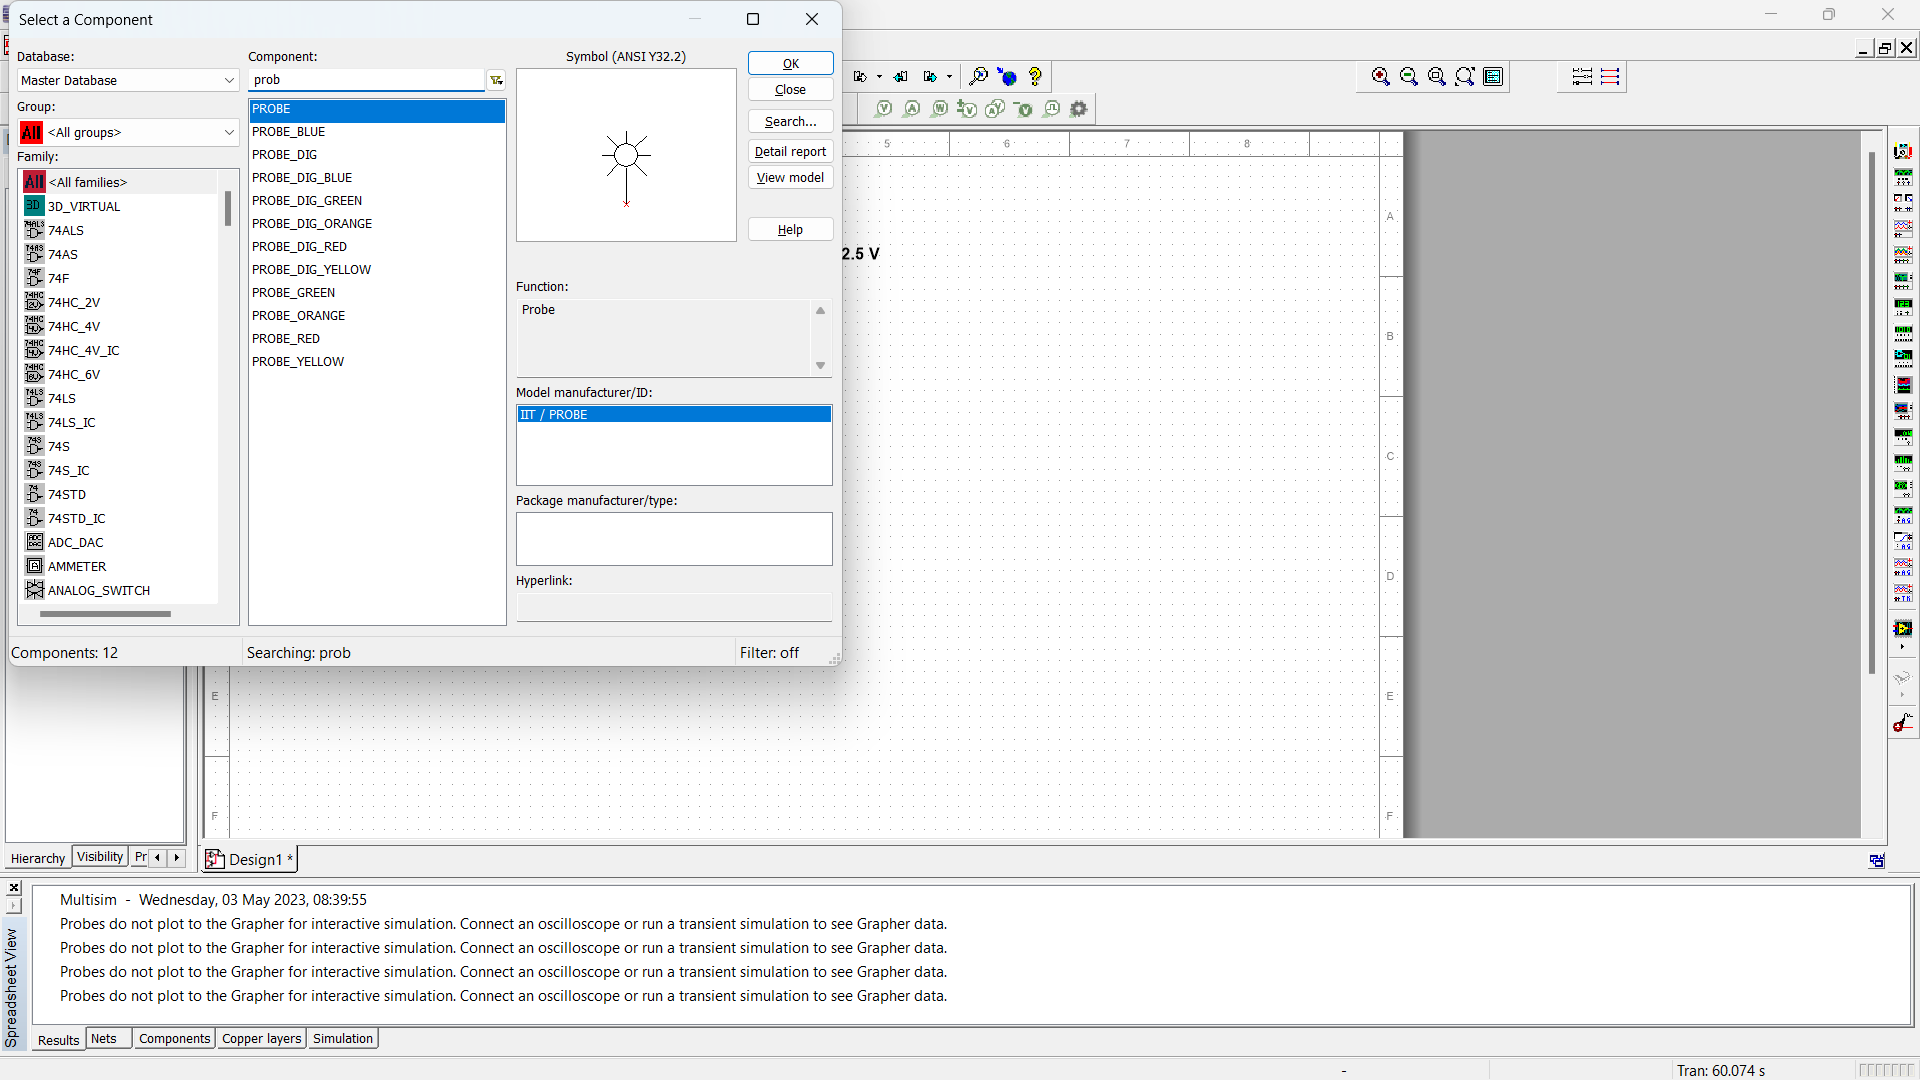 Select a Component
Database:
Component:
Symbol (ANSI Y32.2)
Master Database
prob
OK
Close
Group:
All <All groups>
Search...
Family:
Detail report
View model
Help
All <All families>
3D 3D_VIRTUAL
74ALS
74AS
74F
74HC_2V
74HC_4V
74HC_4V_IC
74HC_6V
74LS
74LS_IC
74S
74S_IC
74STD
74STD_IC
ADC_DAC
AMMETER
ANALOG_SWITCH
PROBE
PROBE_BLUE
PROBE_DIG
PROBE_DIG_BLUE
PROBE_DIG_GREEN
PROBE_DIG_ORANGE
PROBE_DIG_RED
PROBE_DIG_YELLOW
PROBE_GREEN
PROBE_ORANGE
PROBE_RED
PROBE_YELLOW
Function:
Probe
Model manufacturer/ID:
IIT / PROBE
Package manufacturer/type:
Hyperlink:
Components: 12
Searching: prob
Filter: off
5 6 7 8
A
2.5 V
B
C
D
E E
F F
Hierarchy Visibility Pr
Design1 *
Multisim - Wednesday, 03 May 2023, 08:39:55
Probes do not plot to the Grapher for interactive simulation. Connect an oscilloscope or run a transient simulation to see Grapher data.
Probes do not plot to the Grapher for interactive simulation. Connect an oscilloscope or run a transient simulation to see Grapher data.
Probes do not plot to the Grapher for interactive simulation. Connect an oscilloscope or run a transient simulation to see Grapher data.
Probes do not plot to the Grapher for interactive simulation. Connect an oscilloscope or run a transient simulation to see Grapher data.
Spreadsheet View
Results Nets Components Copper layers Simulation
-
Tran: 60.074 s